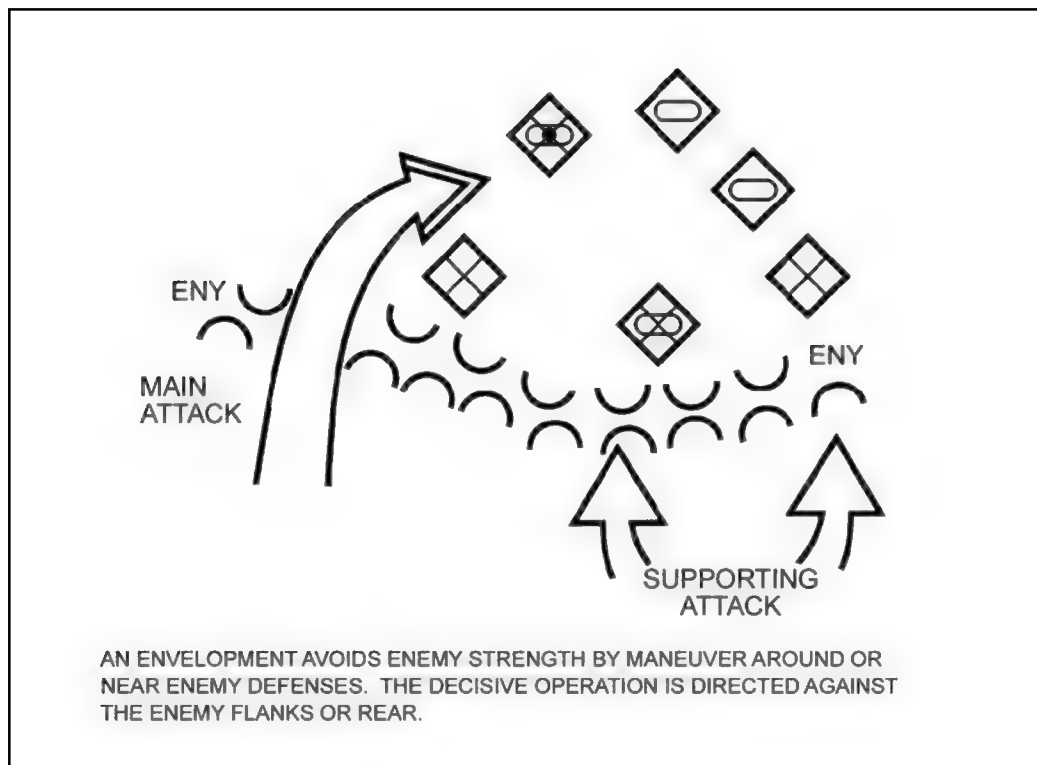 ENY
MAIN
ATTACK
ENY
SUPPORTING
ATTACK
AN ENVELOPMENT AVOIDS ENEMY STRENGTH BY MANEUVER AROUND OR
NEAR ENEMY DEFENSES. THE DECISIVE OPERATION IS DIRECTED AGAINST
THE ENEMY FLANKS OR REAR.